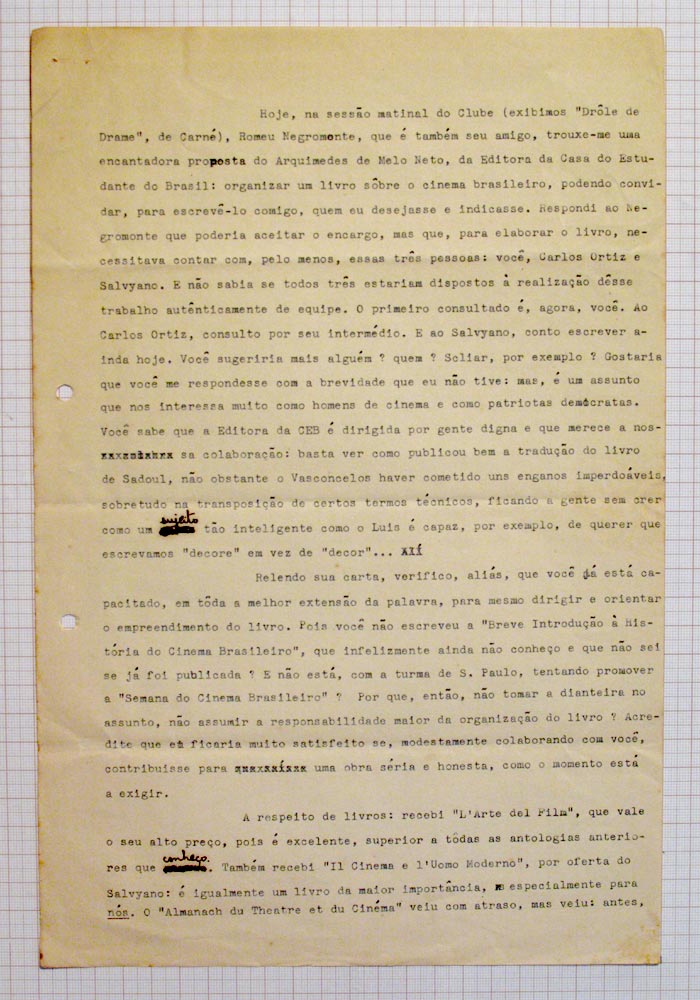 Hoje, na sessão matinal do Clube (exibimos "Drôle de
Drame", de Carné), Romeu Negromonte, que é também seu amigo, trouxe-me uma
encantadora proposta do Arquimedes de Melo Neto, da Editora da Casa do Estu-
dante do Brasil: organizar um livro sôbre o cinema brasileiro, podendo convi-
dar, para escrevê-lo comigo, quem eu desejasse e indicasse. Respondi ao Ne-
gromonte que poderia aceitar o encargo, mas que, para elaborar o livro, ne-
cessitava contar com, pelo menos, essas três pessoas: você, Carlos Ortiz e
Salvyano. E não sabia se todos três estariam dispostos à realização dêsse
trabalho autênticamente de equipe. O primeiro consultado é, agora, você. Ao
Carlos Ortiz, consulto por seu intermédio. E ao Salvyano, conto escrever a-
inda hoje. Você sugeriria mais alguém ? quem ? Scliar, por exemplo ? Gostaria
que você me respondesse com a brevidade que eu não tive: mas, é um assunto
que nos interessa muito como homens de cinema e como patriotas democratas.
Você sabe que a Editora da CEB é dirigida por gente digna e que merece a nos-
sa colaboração: basta ver como publicou bem a tradução do livro
de Sadoul, não obstante o Vasconcelos haver cometido uns enganos imperdoáveis,
sobretudo na transposição de certos termos técnicos, ficando a gente sem crer
como um sujeito tão inteligente como o Luis é capaz, por exemplo, de querer que
escrevamos "decore" em vez de "decor"...
Relendo sua carta, verifico, aliás, que você já está ca-
pacitado, em tôda a melhor extensão da palavra, para mesmo dirigir e orientar
o empreendimento do livro. Pois você não escreveu a "Breve Introdução à His-
tória do Cinema Brasileiro", que infelizmente ainda não conheço e que não sei
se já foi publicada ? E não está, com a turma de S. Paulo, tentando promover
a "Semana do Cinema Brasileiro" ? Por que, então, não tomar a dianteira no
assunto, não assumir a responsabilidade maior da organização do livro ? Acre-
dite que eu ficaria muito satisfeito se, modestamente colaborando com você,
contribuisse para uma obra séria e honesta, como o momento está
a exigir.
A respeito de livros: recebi "L'Arte del Film", que vale
o seu alto preço, pois é excelente, superior a tôdas as antologias anterio-
res que conheço. Também recebi "Il Cinema e l'Uomo Moderno", por oferta do
Salvyano: é igualmente um livro da maior importância, especialmente para
nós. O "Almanach du Theatre et du Cinéma" veiu com atraso, mas veiu: antes,